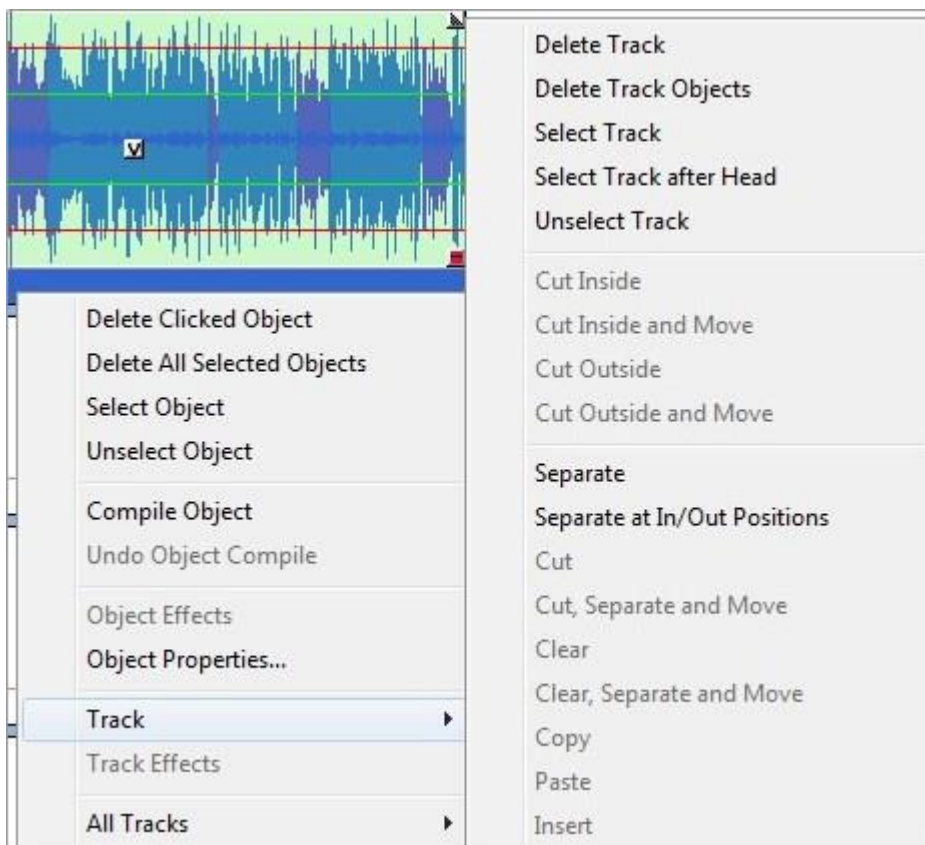 V
Delete Clicked Object
Delete All Selected Objects
Select Object
Unselect Object
Compile Object
Undo Object Compile
Object Effects
Object Properties...
Track
Track Effects
All Tracks
Delete Track
Delete Track Objects
Select Track
Select Track after Head
Unselect Track
Cut Inside
Cut Inside and Move
Cut Outside
Cut Outside and Move
Separate
Separate at In/Out Positions
Cut
Cut, Separate and Move
Clear
Clear, Separate and Move
Copy
Paste
Insert